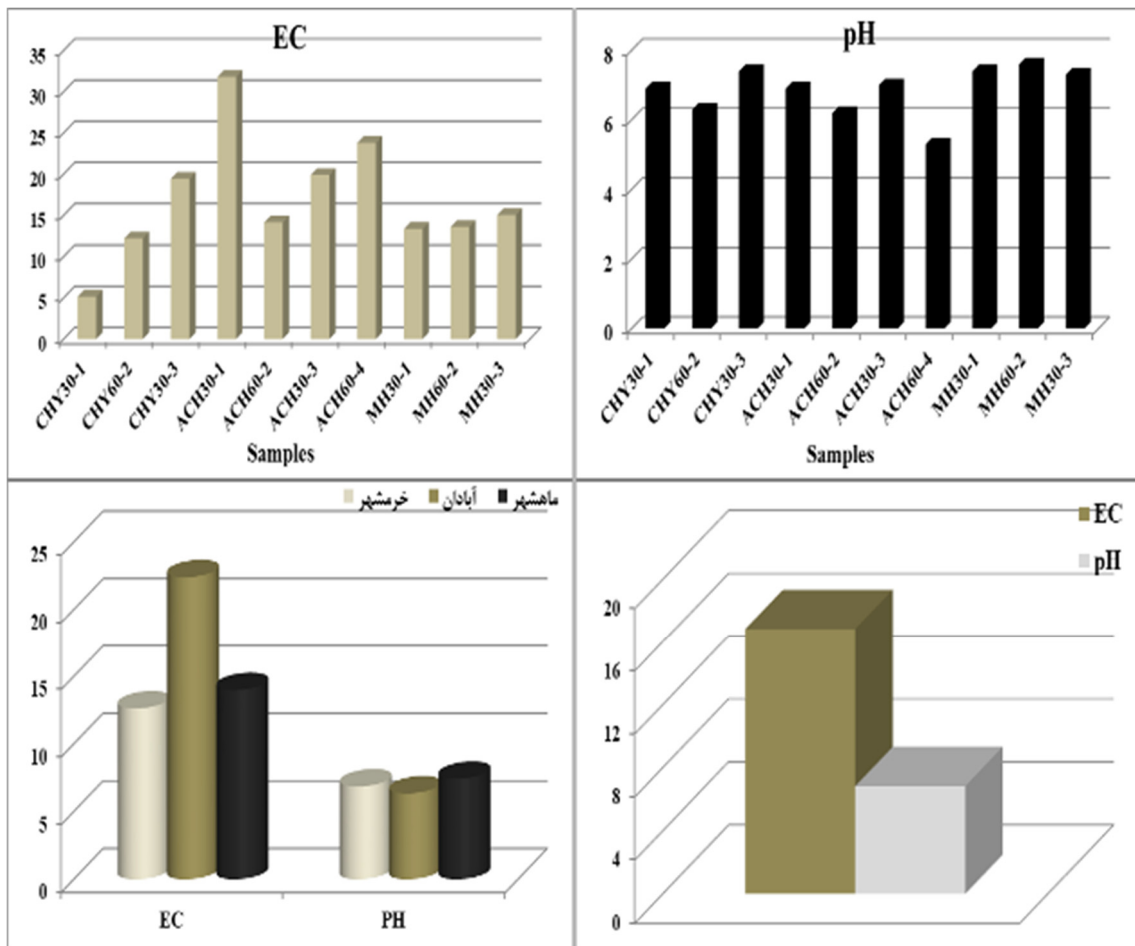 EC
35
30
25
20
15
10
5
0
CHY30-1
CHY60-2
CHY30-3
ACH30-1
ACH60-2
ACH30-3
ACH60-4
MH30-1
MH60-2
MH30-3
Samples
pH
8
6
4
2
0
CHY30-1
CHY60-2
CHY30-3
ACH30-1
ACH60-2
ACH30-3
ACH60-4
MH30-1
MH60-2
MH30-3
Samples
خرمشهر
آبادان
ماهشهر
25
20
15
10
5
0
EC
PH
EC
pH
20
16
12
8
4
0